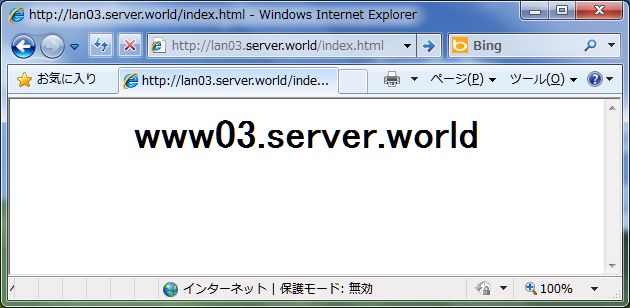 http://lan03.server.world/index.html - Windows Internet Explorer
http://lan03.server.world/index.html
Bing
お気に入り
http://lan03.server.world/inde...
ページ(P)
ツール(O)
www03.server.world
インターネット | 保護モード: 無効
100%